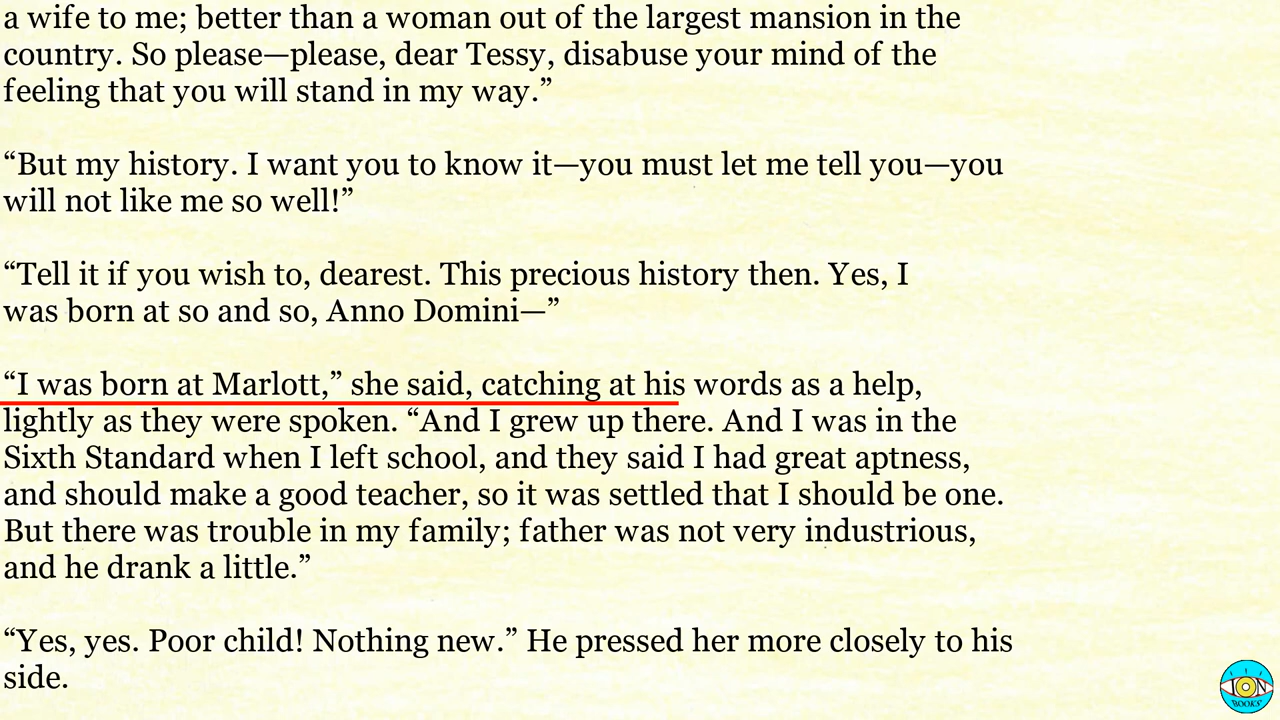 a wife to me; better than a woman out of the largest mansion in the
country. So please—please, dear Tessy, disabuse your mind of the
feeling that you will stand in my way.”
“But my history. I want you to know it—you must let me tell you—you
will not like me so well!”
“Tell it if you wish to, dearest. This precious history then. Yes, I
was born at so and so, Anno Domini—”
“I was born at Marlott,” she said, catching at his words as a help,
lightly as they were spoken. “And I grew up there. And I was in the
Sixth Standard when I left school, and they said I had great aptness,
and should make a good teacher, so it was settled that I should be one.
But there was trouble in my family; father was not very industrious,
and he drank a little.”
“Yes, yes. Poor child! Nothing new.” He pressed her more closely to his
side.
ION
BOOKS